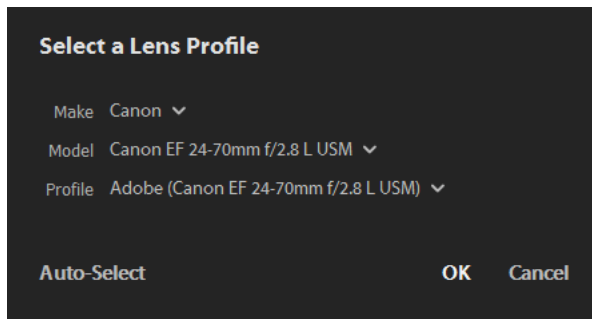 Select a Lens Profile
Make Canon
Model Canon EF 24-70mm f/2.8 L USM
Profile Adobe (Canon EF 24-70mm f/2.8 L USM)
Auto-Select OK Cancel